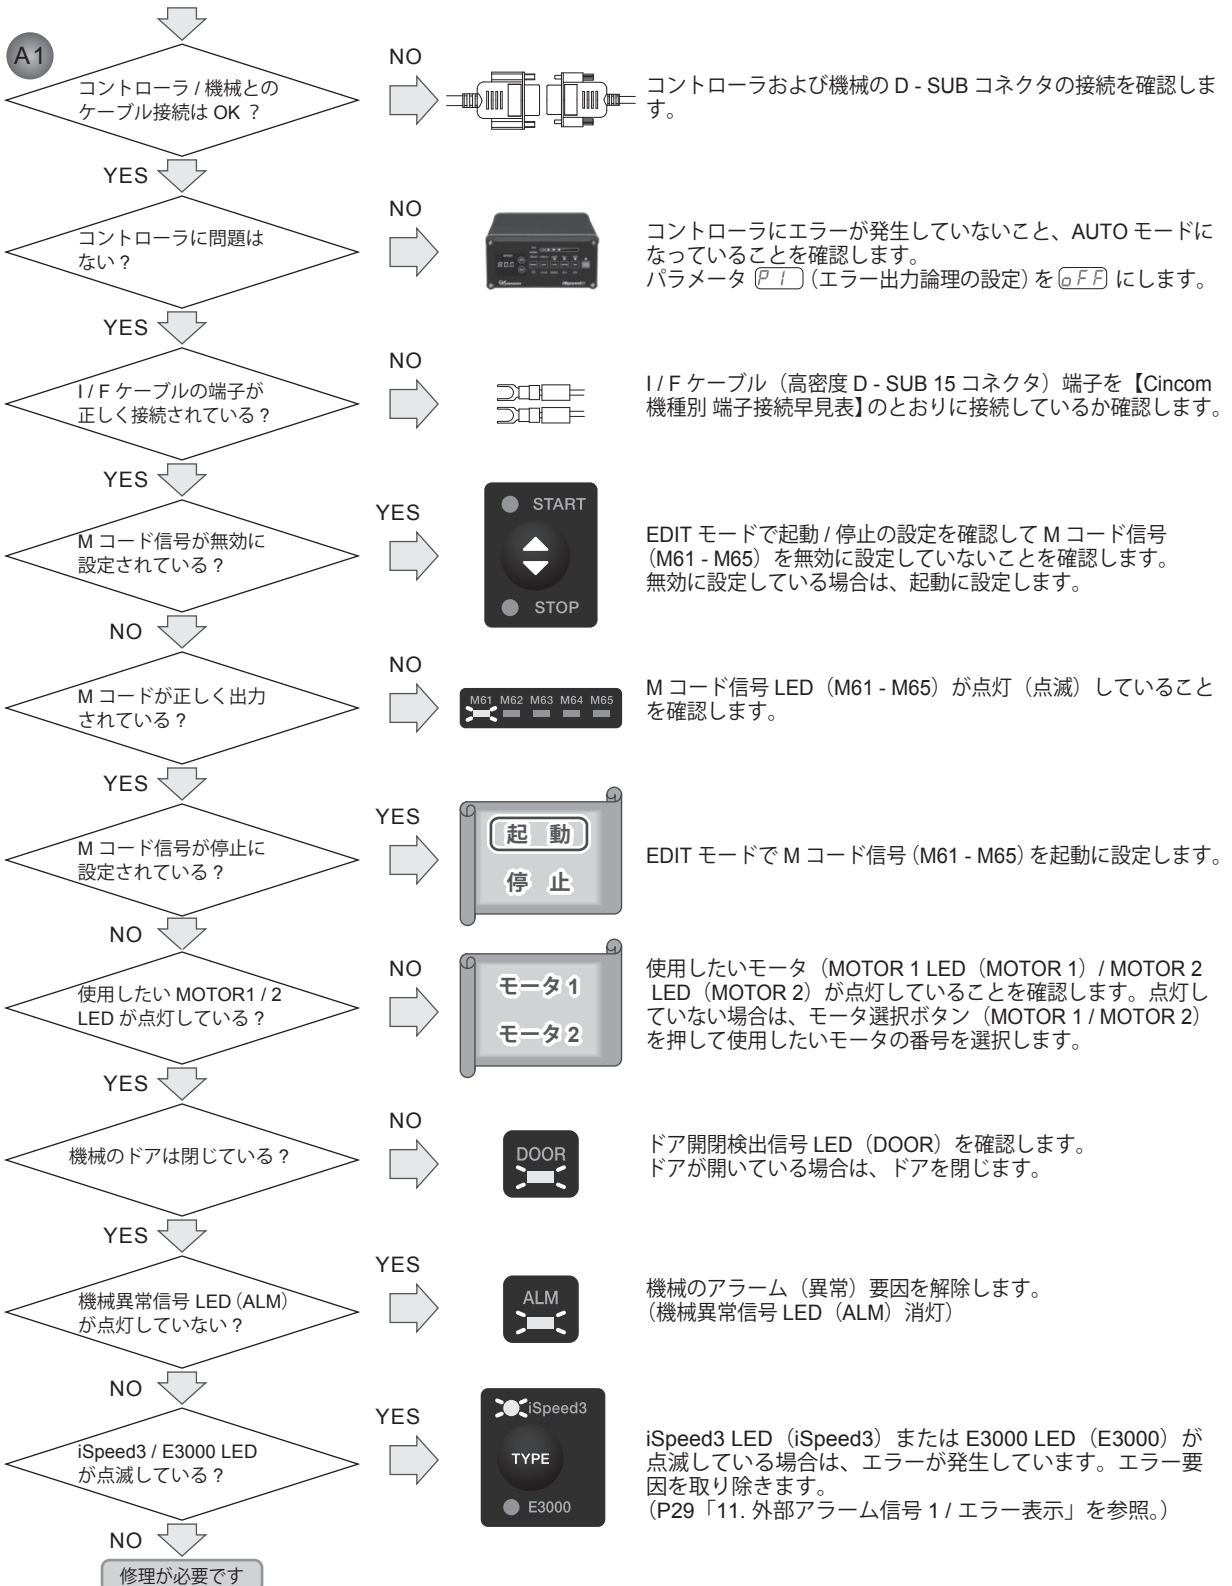 A1
コントローラ / 機械との
ケーブル接続は OK ？
NO
コントローラおよび機械の D - SUB コネクタの接続を確認しま
す。
YES
コントローラに問題は
ない？
NO
コントローラにエラーが発生していないこと、AUTO モードに
なっていることを確認します。
パラメータ P 1 （エラー出力論理の設定）を oFF にします。
YES
I / F ケーブルの端子が
正しく接続されている？
NO
I / F ケーブル（高密度 D - SUB 15 コネクタ）端子を【Cincom
機種別 端子接続早見表】のとおりに接続しているか確認します。
YES
M コード信号が無効に
設定されている？
YES
START
STOP
EDIT モードで起動 / 停止の設定を確認して M コード信号
（M61 - M65）を無効に設定していないことを確認します。
無効に設定している場合は、起動に設定します。
NO
M コードが正しく出力
されている？
NO
M61 M62 M63 M64 M65
M コード信号 LED（M61 - M65）が点灯（点滅）していること
を確認します。
YES
M コード信号が停止に
設定されている？
YES
起 動
停 止
EDIT モードで M コード信号（M61 - M65）を起動に設定します。
NO
使用したい MOTOR1 / 2
LED が点灯している？
NO
モータ 1
モータ 2
使用したいモータ（MOTOR 1 LED（MOTOR 1）/ MOTOR 2
LED（MOTOR 2）が点灯していることを確認します。点灯し
ていない場合は、モータ選択ボタン（MOTOR 1 / MOTOR 2）
を押して使用したいモータの番号を選択します。
YES
機械のドアは閉じている？
NO
DOOR
ドア開閉検出信号 LED（DOOR）を確認します。
ドアが開いている場合は、ドアを閉じます。
YES
機械異常信号 LED（ALM）
が点灯していない？
YES
ALM
機械のアラーム（異常）要因を解除します。
（機械異常信号 LED（ALM）消灯）
NO
iSpeed3 / E3000 LED
が点滅している？
YES
iSpeed3
TYPE
E3000
iSpeed3 LED（iSpeed3）または E3000 LED（E3000）が
点滅している場合は、エラーが発生しています。エラー要
因を取り除きます。
（P29「11. 外部アラーム信号 1 / エラー表示」を参照。）
NO
修理が必要です